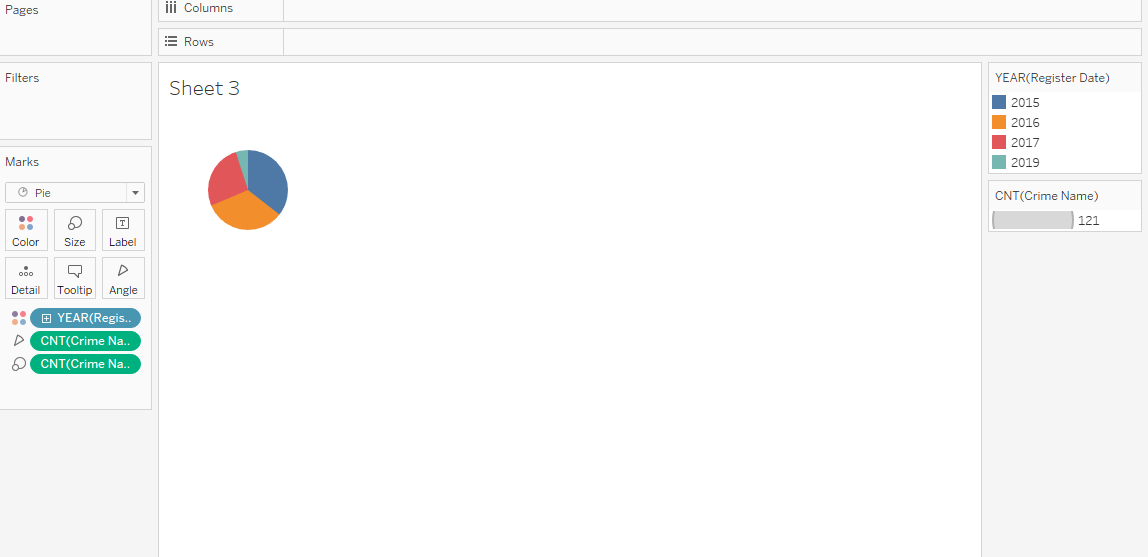 Pages
Columns
Rows
Filters
Sheet 3
YEAR(Register Date)
2015
2016
2017
2019
CNT(Crime Name)
121
Marks
Pie
Color
Size
Label
Detail
Tooltip
Angle
YEAR(Regis..
CNT(Crime Na..
CNT(Crime Na..